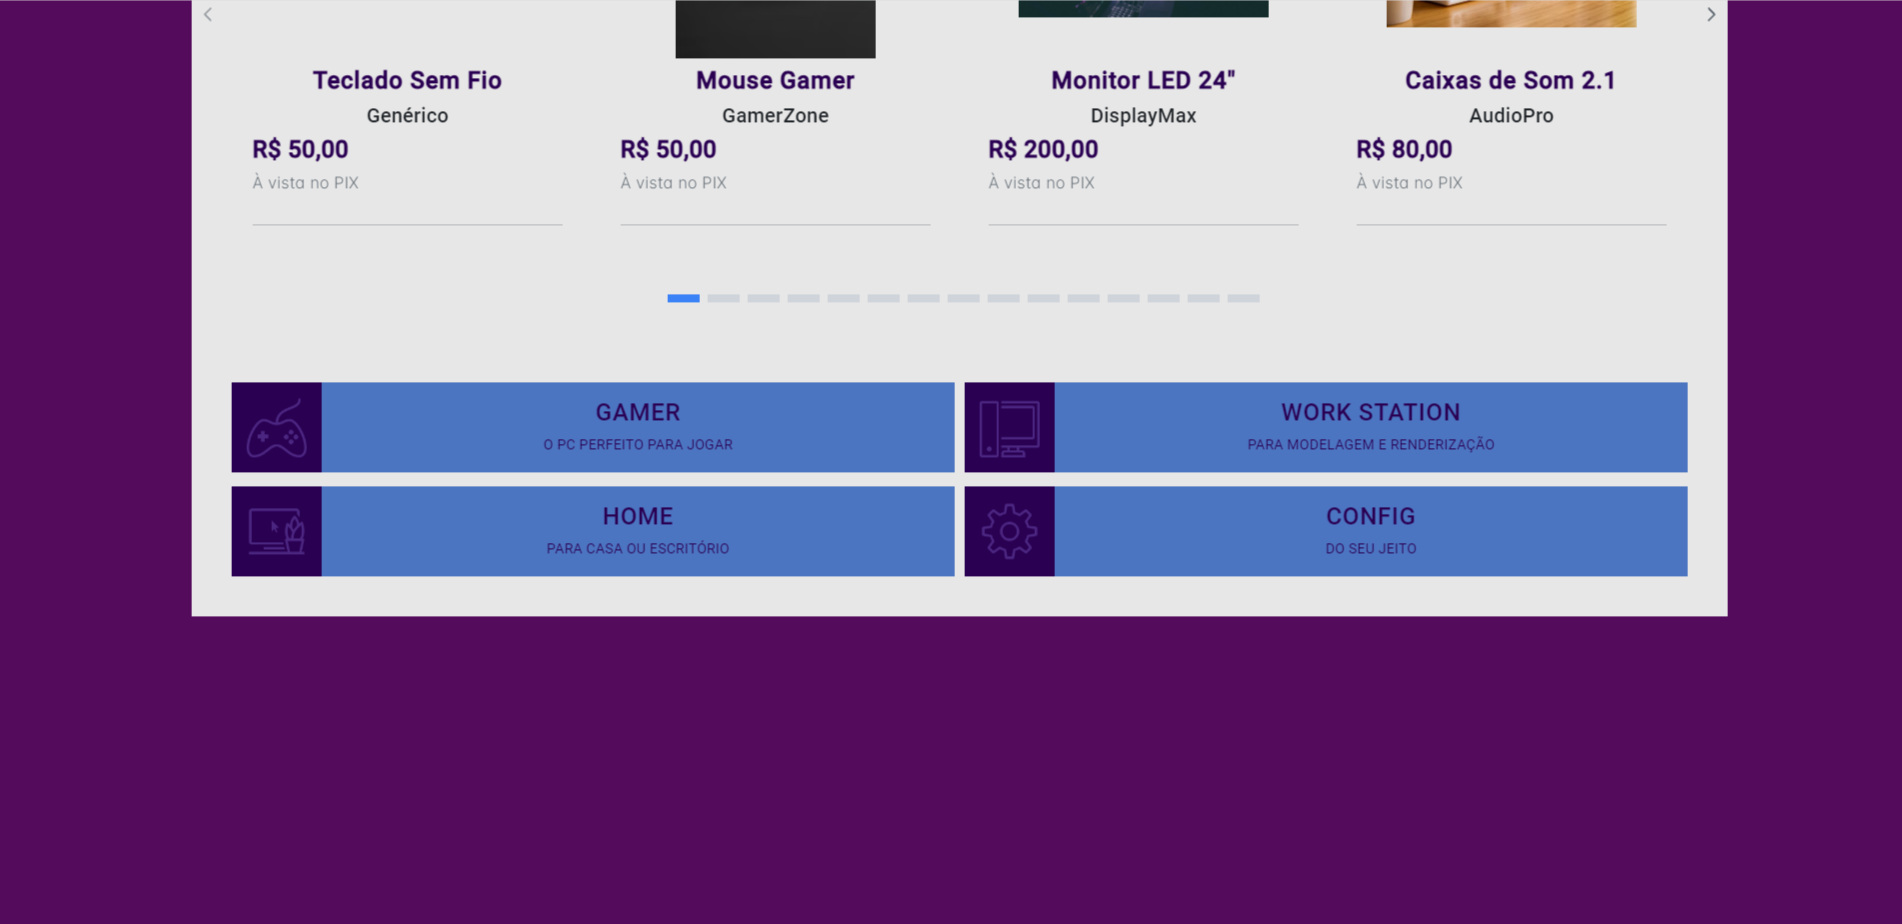 Teclado Sem Fio
Genérico
R$ 50,00
À vista no PIX
Mouse Gamer
GamerZone
R$ 50,00
À vista no PIX
Monitor LED 24"
DisplayMax
R$ 200,00
À vista no PIX
Caixas de Som 2.1
AudioPro
R$ 80,00
À vista no PIX
GAMER
O PC PERFEITO PARA JOGAR
WORK STATION
PARA MODELAGEM E RENDERIZAÇÃO
HOME
PARA CASA OU ESCRITÓRIO
CONFIG
DO SEU JEITO